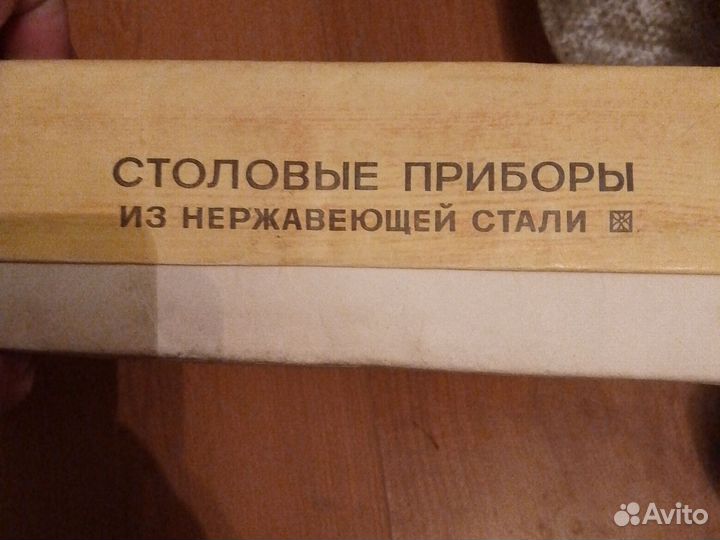 СТОЛОВЫЕ ПРИБОРЫ
ИЗ НЕРЖАВЕЮЩЕЙ СТАЛИ
Avito